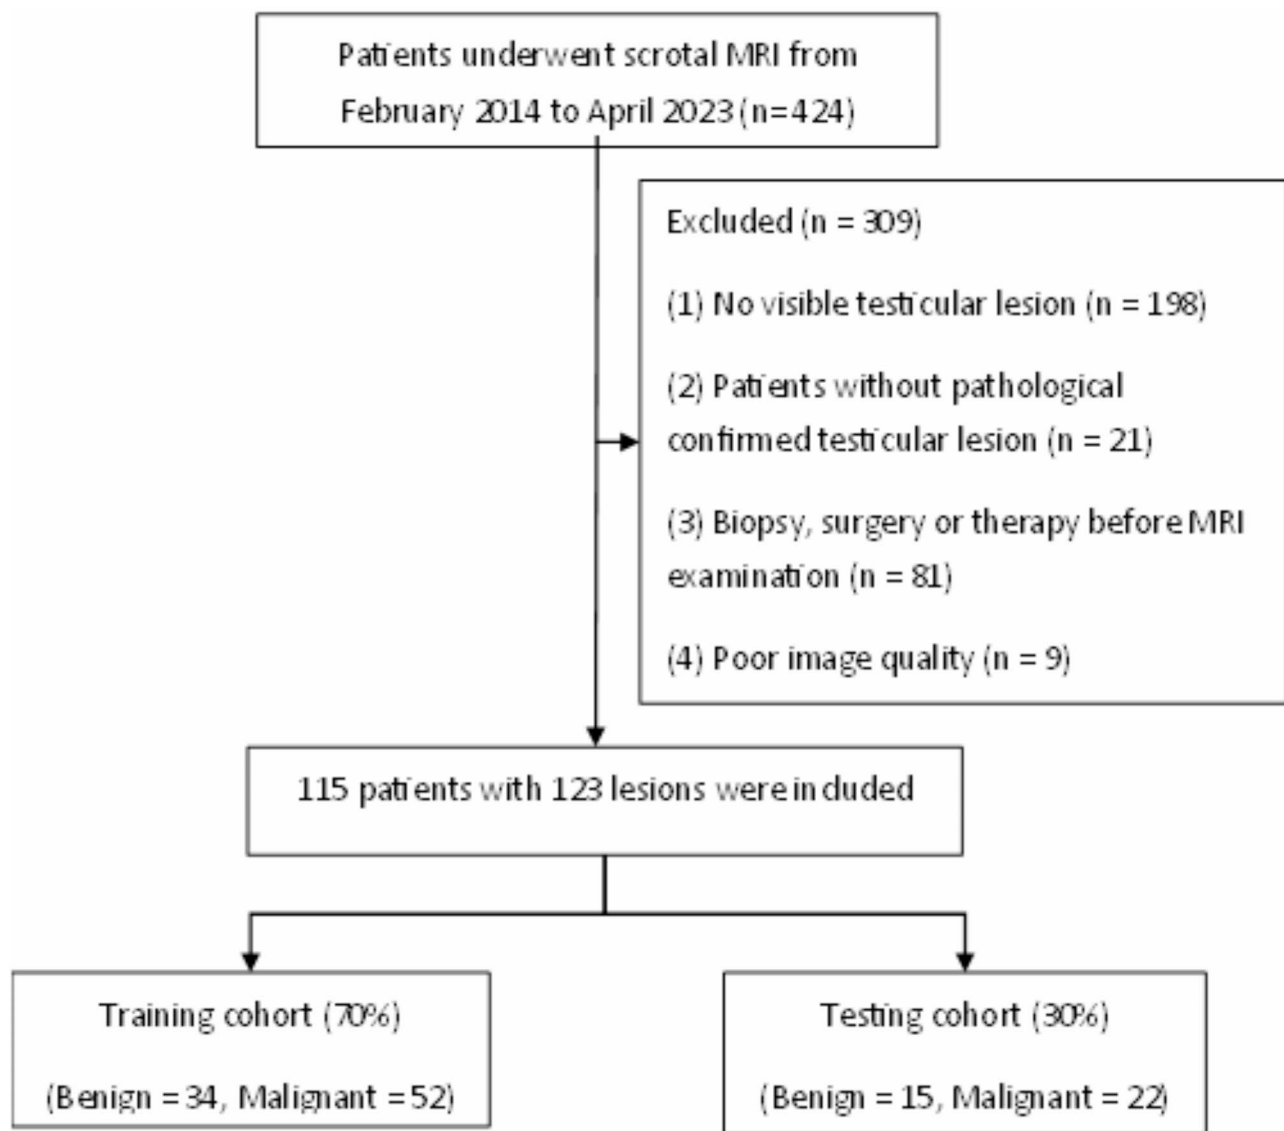 Patients underwent scrotal MRI from
February 2014 to April 2023 (n=424)
Excluded (n = 309)
(1) No visible testicular lesion (n = 198)
(2) Patients without pathological
confirmed testicular lesion (n = 21)
(3) Biopsy, surgery or therapy before MRI
examination (n = 81)
(4) Poor image quality (n = 9)
115 patients with 123 lesions were included
Training cohort (70%)
(Benign = 34, Malignant = 52)
Testing cohort (30%)
(Benign = 15, Malignant = 22)